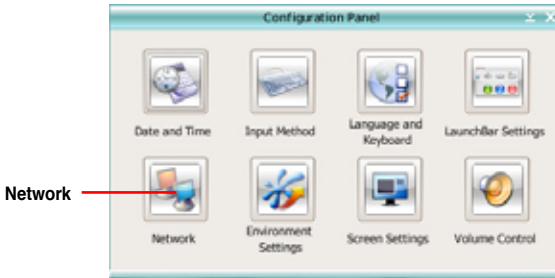 Configuration Panel
Date and Time
Input Method
Language and
Keyboard
LaunchBar Settings
Network
Network
Environment
Settings
Screen Settings
Volume Control